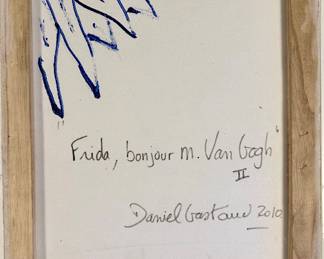 "Frida, bonjour m. Van Gogh"
II
Daniel Gastaud 2010